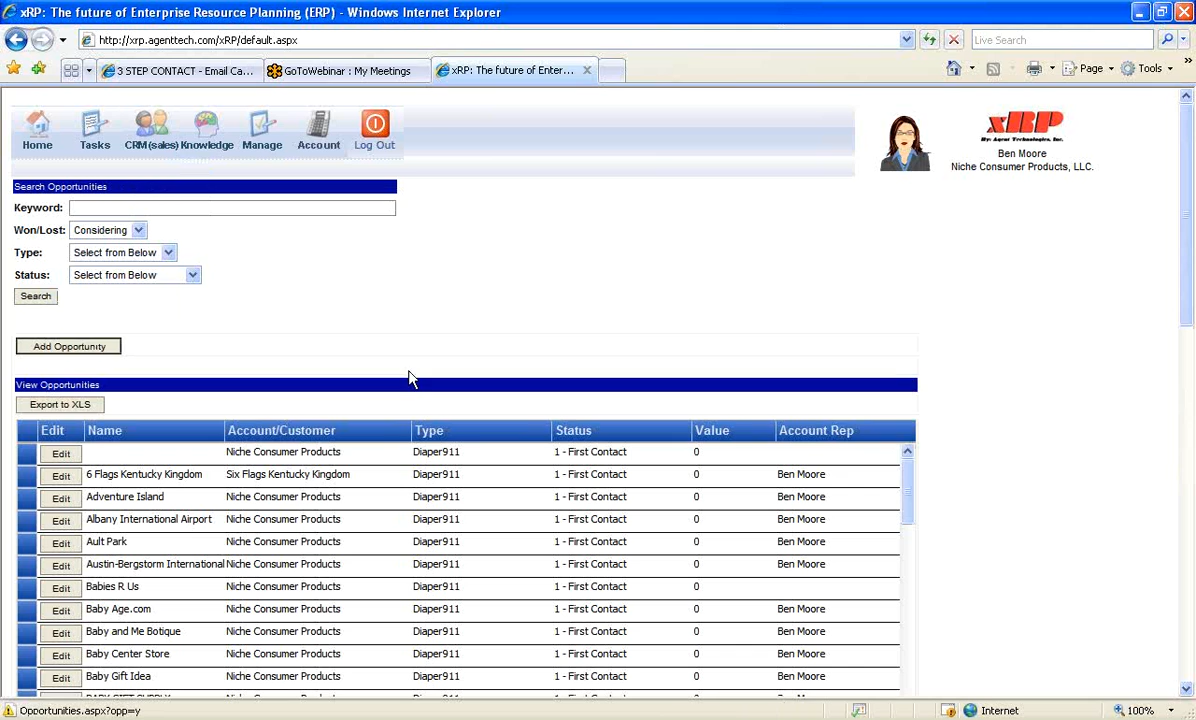 xRP: The future of Enterprise Resource Planning (ERP) - Windows Internet Explorer
http://xrp.agenttech.com/xRP/default.aspx
Live Search
3 STEP CONTACT - Email Ca...
GoToWebinar : My Meetings
xRP: The future of Enter...
Page
Tools
Home
Tasks
CRM(sales)
Knowledge
Manage
Account
Log Out
xRP
By: Agent Technologies, Inc.
Ben Moore
Niche Consumer Products, LLC.
Search Opportunities
Keyword:
Won/Lost: Considering
Type: Select from Below
Status: Select from Below
Search
Add Opportunity
View Opportunities
Export to XLS
Edit Name Account/Customer Type Status Value Account Rep
Edit Niche Consumer Products Diaper911 1 - First Contact 0
Edit 6 Flags Kentucky Kingdom Six Flags Kentucky Kingdom Diaper911 1 - First Contact 0 Ben Moore
Edit Adventure Island Niche Consumer Products Diaper911 1 - First Contact 0 Ben Moore
Edit Albany International Airport Niche Consumer Products Diaper911 1 - First Contact 0 Ben Moore
Edit Ault Park Niche Consumer Products Diaper911 1 - First Contact 0 Ben Moore
Edit Austin-Bergstorm International Niche Consumer Products Diaper911 1 - First Contact 0 Ben Moore
Edit Babies R Us Niche Consumer Products Diaper911 1 - First Contact 0
Edit Baby Age.com Niche Consumer Products Diaper911 1 - First Contact 0 Ben Moore
Edit Baby and Me Botique Niche Consumer Products Diaper911 1 - First Contact 0 Ben Moore
Edit Baby Center Store Niche Consumer Products Diaper911 1 - First Contact 0 Ben Moore
Edit Baby Gift Idea Niche Consumer Products Diaper911 1 - First Contact 0 Ben Moore
Opportunities.aspx?opp=y
Internet
100%